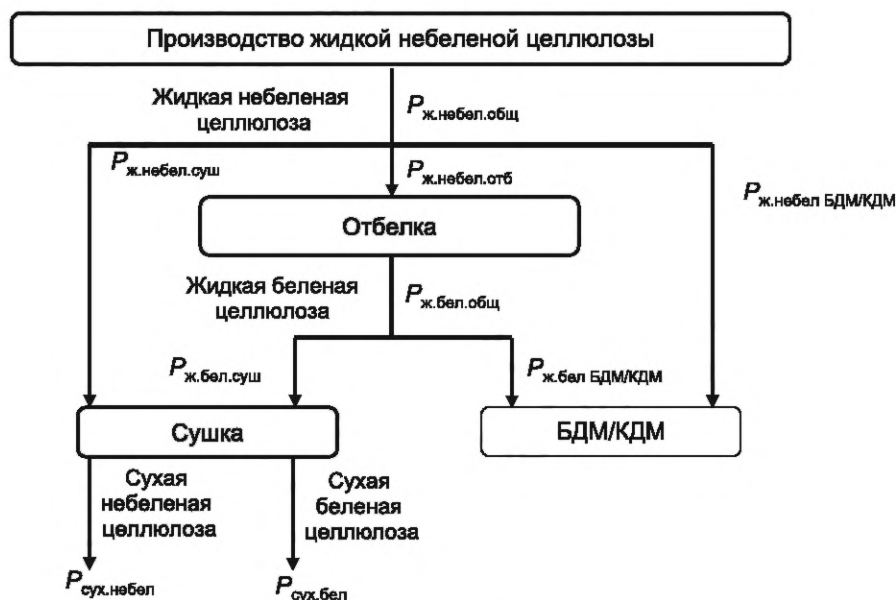 Производство жидкой небеленой целлюлозы
Жидкая небеленая
целлюлоза
Pж.небел.общ
Pж.небел.суш
Pж.небел.отб
Pж.небел БДМ/КДМ
Отбелка
Жидкая беленая
целлюлоза
Pж.бел.общ
Pж.бел.суш
Pж.бел БДМ/КДМ
Сушка
БДМ/КДМ
Сухая
небеленая
целлюлоза
Сухая
беленая
целлюлоза
Pсух.небел
Pсух.бел